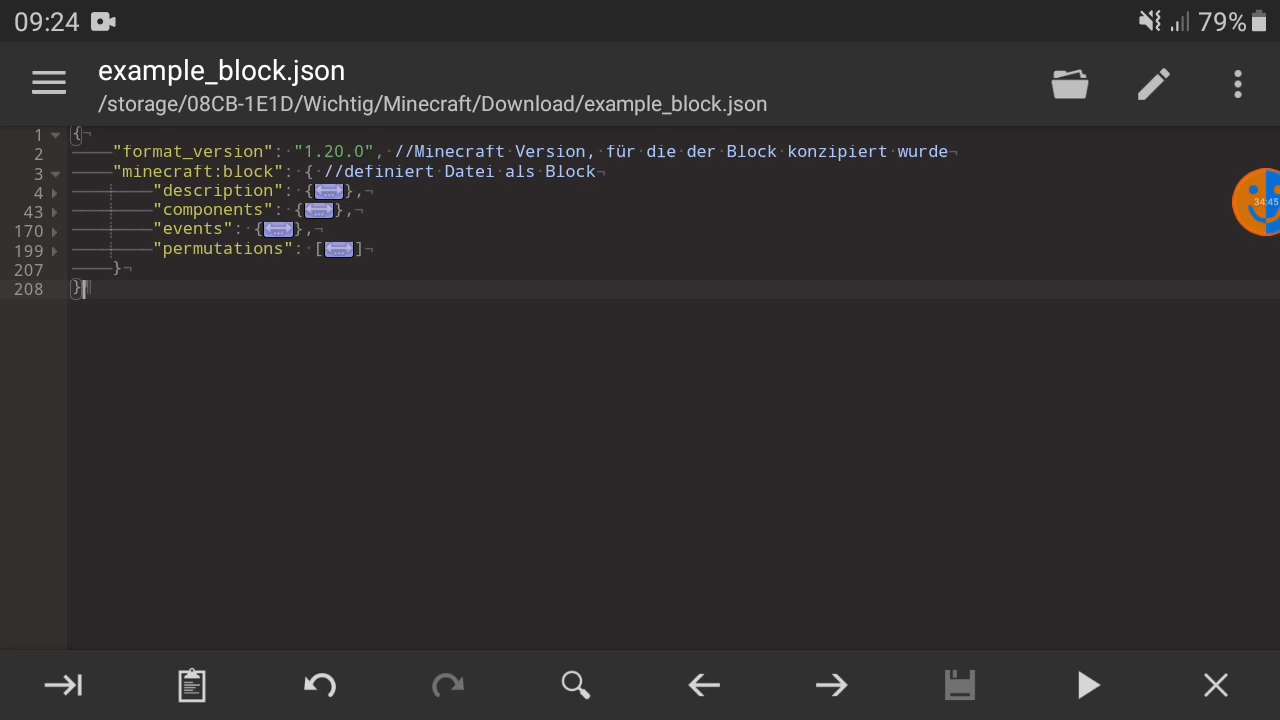 09:24
79%
example_block.json
/storage/08CB-1E1D/Wichtig/Minecraft/Download/example_block.json
1 {
2 "format_version": "1.20.0", //Minecraft Version, für die der Block konzipiert wurde
3 "minecraft:block": { //definiert Datei als Block
4 "description": {...},
43 "components": {...},
170 "events": {...},
199 "permutations": [...]
207 }
208 }
34:45